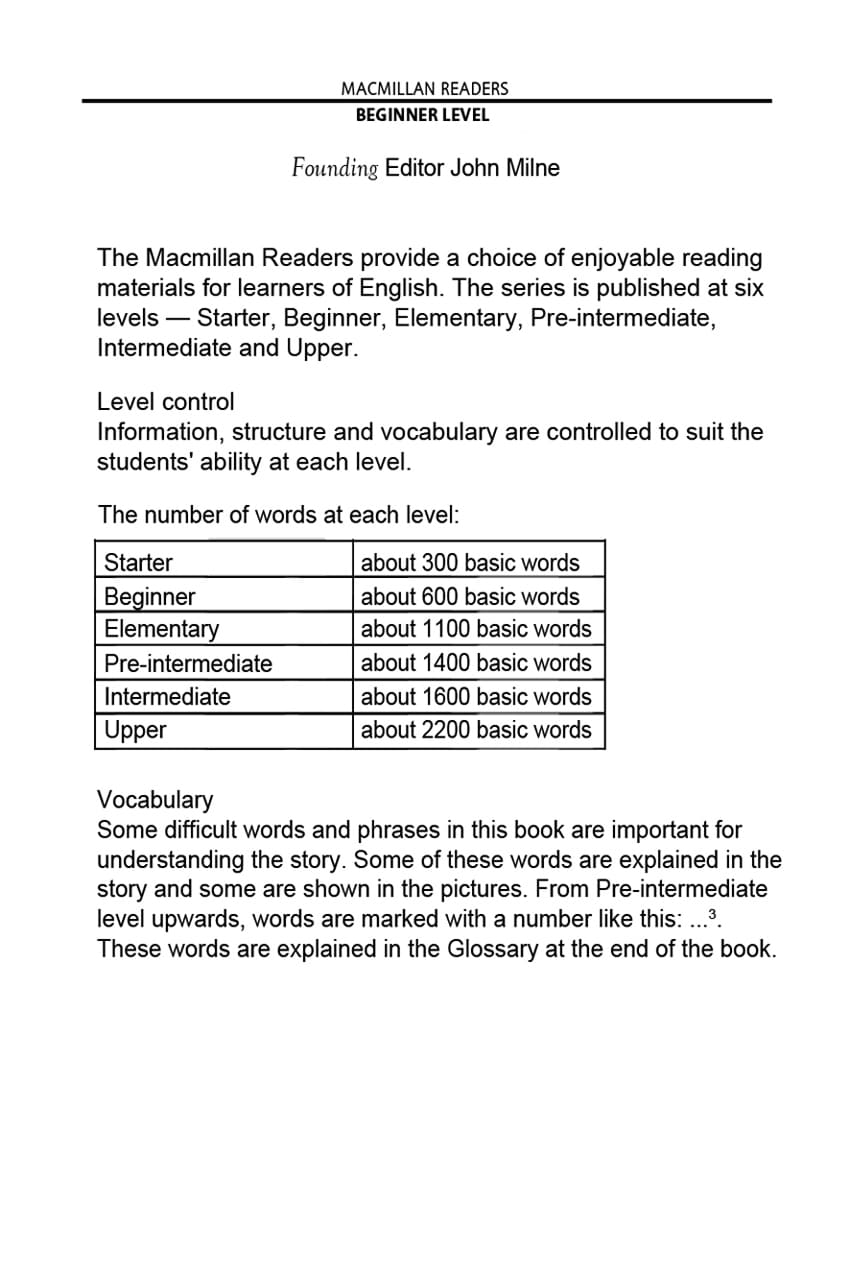 MACMILLAN READERS
BEGINNER LEVEL
Founding Editor John Milne
The Macmillan Readers provide a choice of enjoyable reading
materials for learners of English. The series is published at six
levels — Starter, Beginner, Elementary, Pre-intermediate,
Intermediate and Upper.
Level control
Information, structure and vocabulary are controlled to suit the
students' ability at each level.
The number of words at each level:
Starter about 300 basic words
Beginner about 600 basic words
Elementary about 1100 basic words
Pre-intermediate about 1400 basic words
Intermediate about 1600 basic words
Upper about 2200 basic words
Vocabulary
Some difficult words and phrases in this book are important for
understanding the story. Some of these words are explained in the
story and some are shown in the pictures. From Pre-intermediate
level upwards, words are marked with a number like this: ...³.
These words are explained in the Glossary at the end of the book.